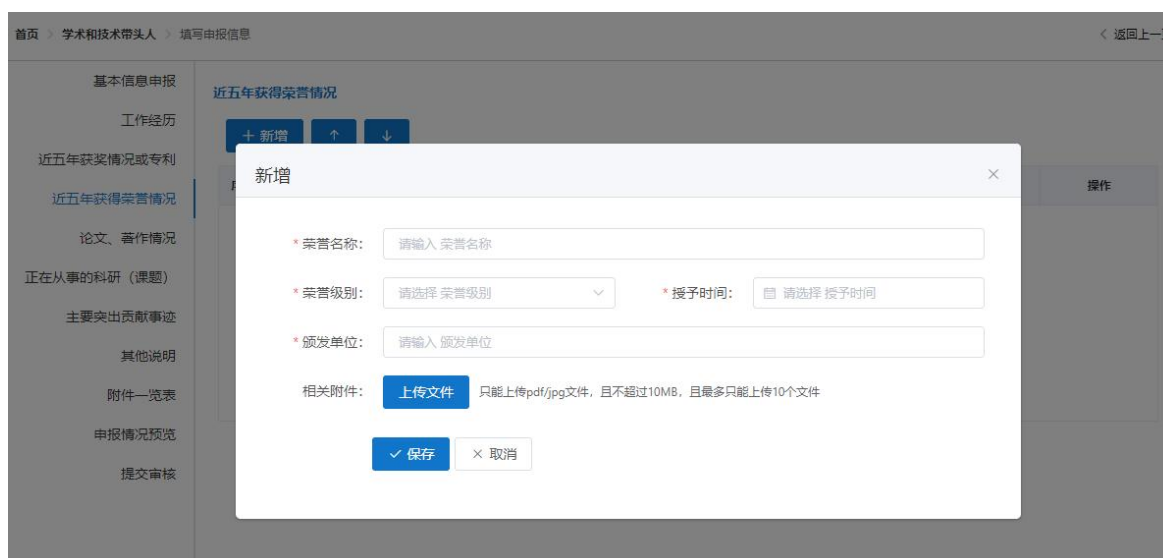 首页 > 学术和技术带头人 > 填写申报信息
< 返回上一
基本信息申报
工作经历
近五年获奖情况或专利
近五年获得荣誉情况
论文、著作情况
正在从事的科研（课题）
主要突出贡献事迹
其他说明
附件一览表
申报情况预览
提交审核
近五年获得荣誉情况
+ 新增 ↑ ↓
操作
新增 ×
* 荣誉名称： 请输入 荣誉名称
* 荣誉级别： 请选择 荣誉级别 * 授予时间： 请选择 授予时间
* 颁发单位： 请输入 颁发单位
相关附件： 上传文件 只能上传pdf/jpg文件，且不超过10MB，且最多只能上传10个文件
✓ 保存 × 取消